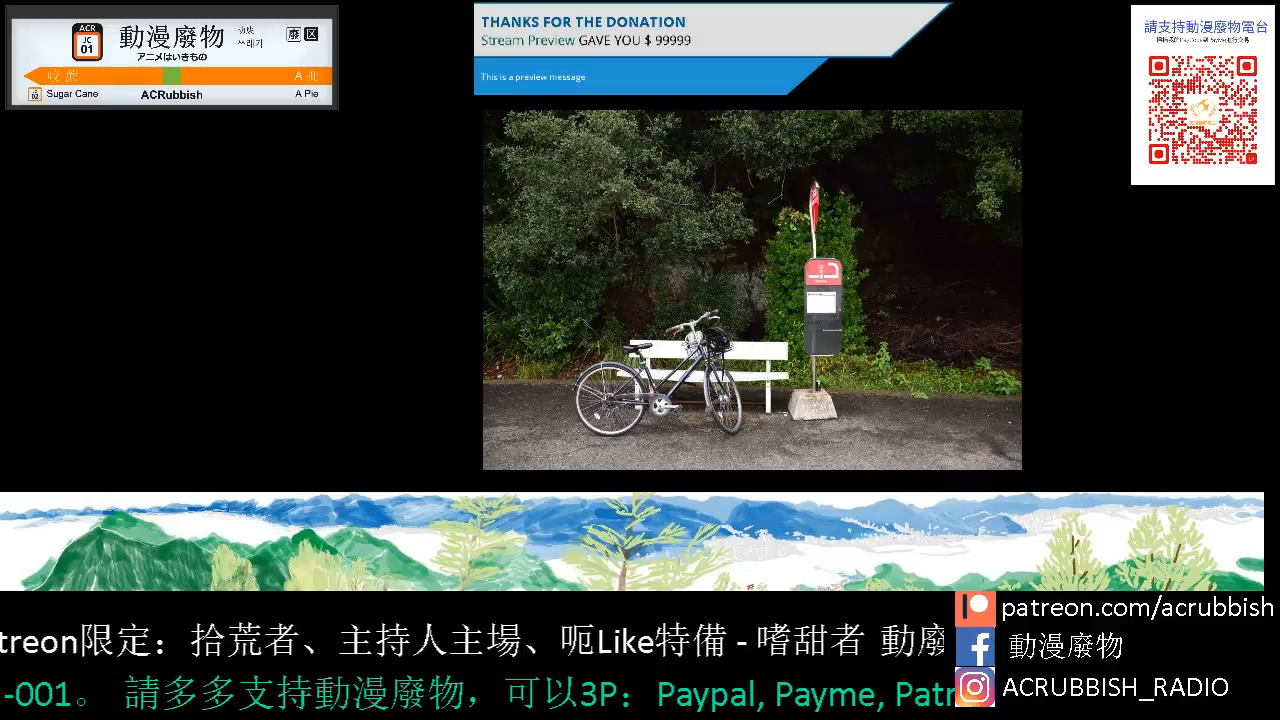 ACR
JC
01
動漫廢物
アニメはいきもの
쓰레기
廢 区
A 北
02 Sugar Cane
ACRubbish
A Pie
THANKS FOR THE DONATION
Stream Preview GAVE YOU $ 99999
This is a preview message
請支持動漫廢物電台
treon限定：拾荒者、主持人主場、呃Like特備 - 嗜甜者 動廢
-001。 請多多支持動漫廢物，可以3P：Paypal, Payme, Patr
patreon.com/acrubbish
動漫廢物
ACRUBBISH_RADIO